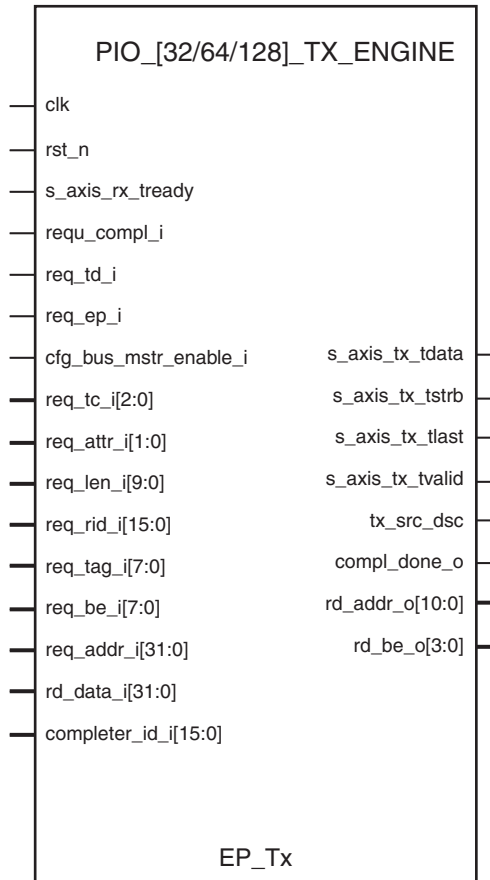 PIO_[32/64/128]_TX_ENGINE
clk
rst_n
s_axis_rx_tready
requ_compl_i
req_td_i
req_ep_i
cfg_bus_mstr_enable_i
req_tc_i[2:0]
req_attr_i[1:0]
req_len_i[9:0]
req_rid_i[15:0]
req_tag_i[7:0]
req_be_i[7:0]
req_addr_i[31:0]
rd_data_i[31:0]
completer_id_i[15:0]
s_axis_tx_tdata
s_axis_tx_tstrb
s_axis_tx_tlast
s_axis_tx_tvalid
tx_src_dsc
compl_done_o
rd_addr_o[10:0]
rd_be_o[3:0]
EP_Tx